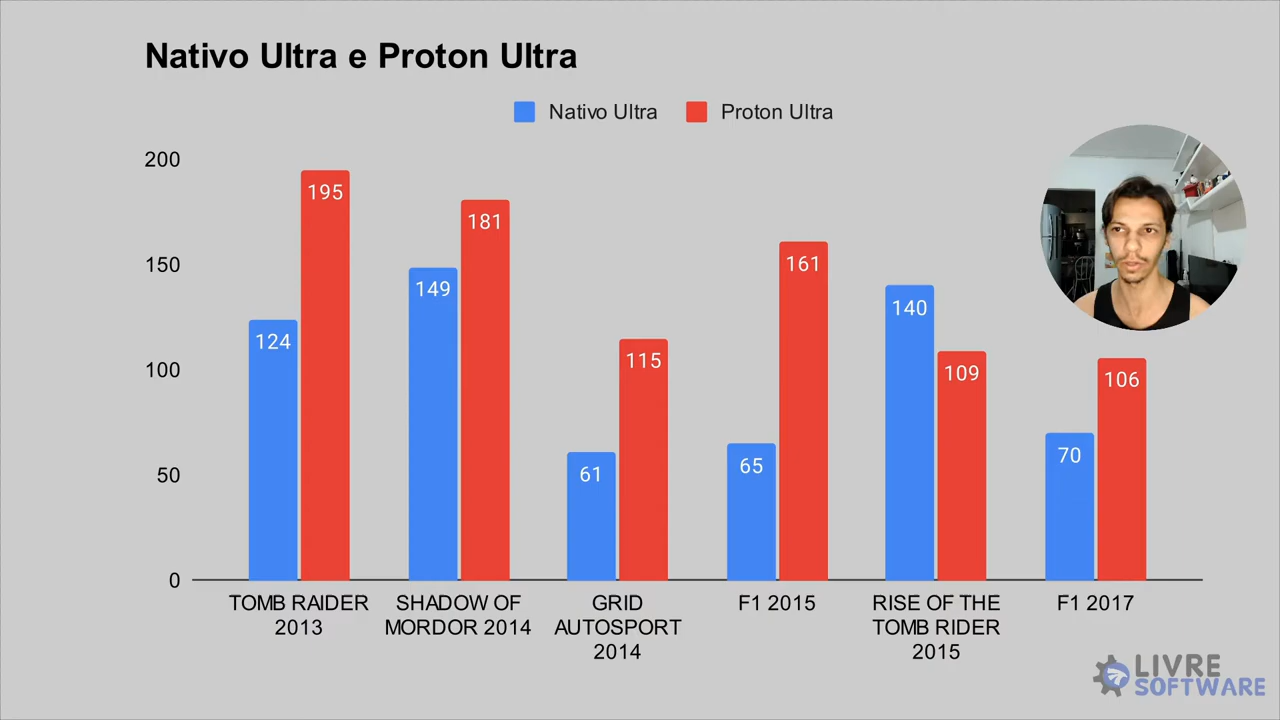 Nativo Ultra e Proton Ultra
Nativo Ultra Proton Ultra
200
150
100
50
0
195
181
161
149
140
124
115
109
106
61
65
70
TOMB RAIDER
2013
SHADOW OF
MORDOR 2014
GRID
AUTOSPORT
2014
F1 2015
RISE OF THE
TOMB RIDER
2015
F1 2017
LIVRE
SOFTWARE